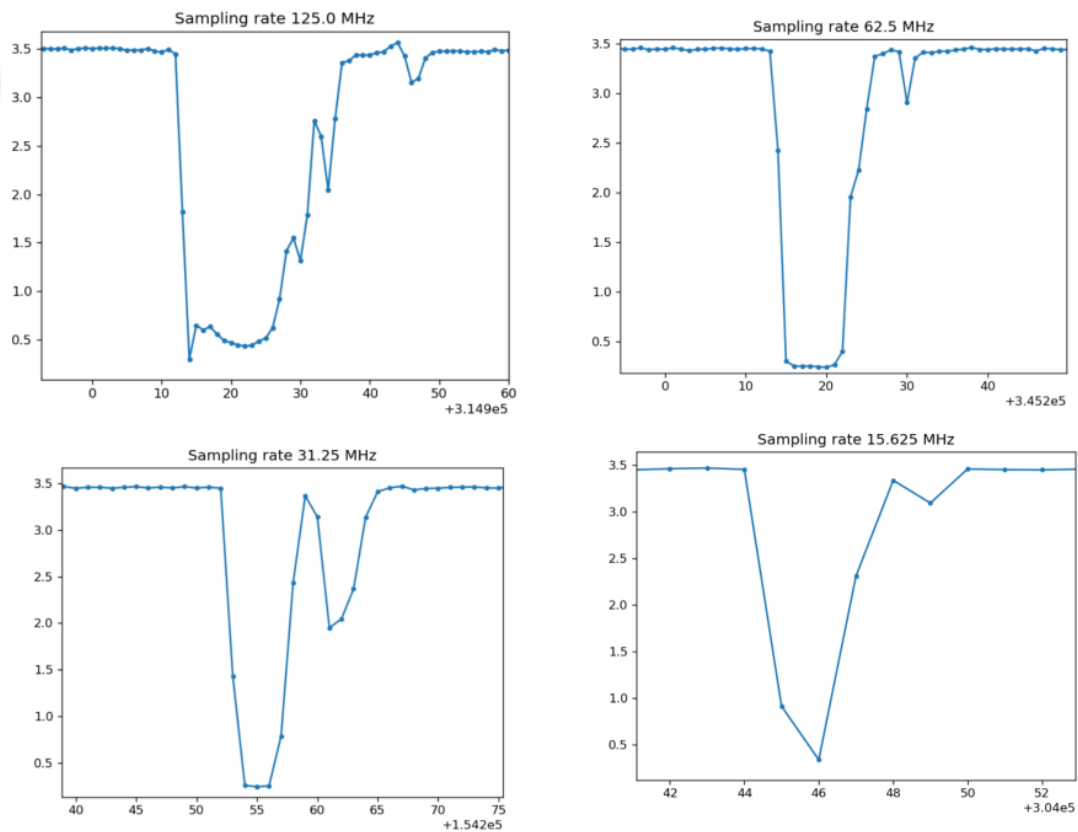 Sampling rate 125.0 MHz
3.5
3.0
2.5
2.0
1.5
1.0
0.5
0 10 20 30 40 50 60
+3.149e5
Sampling rate 62.5 MHz
3.5
3.0
2.5
2.0
1.5
1.0
0.5
0 10 20 30 40
+3.452e5
Sampling rate 31.25 MHz
3.5
3.0
2.5
2.0
1.5
1.0
0.5
40 45 50 55 60 65 70 75
+1.542e5
Sampling rate 15.625 MHz
3.5
3.0
2.5
2.0
1.5
1.0
0.5
42 44 46 48 50 52
+3.04e5